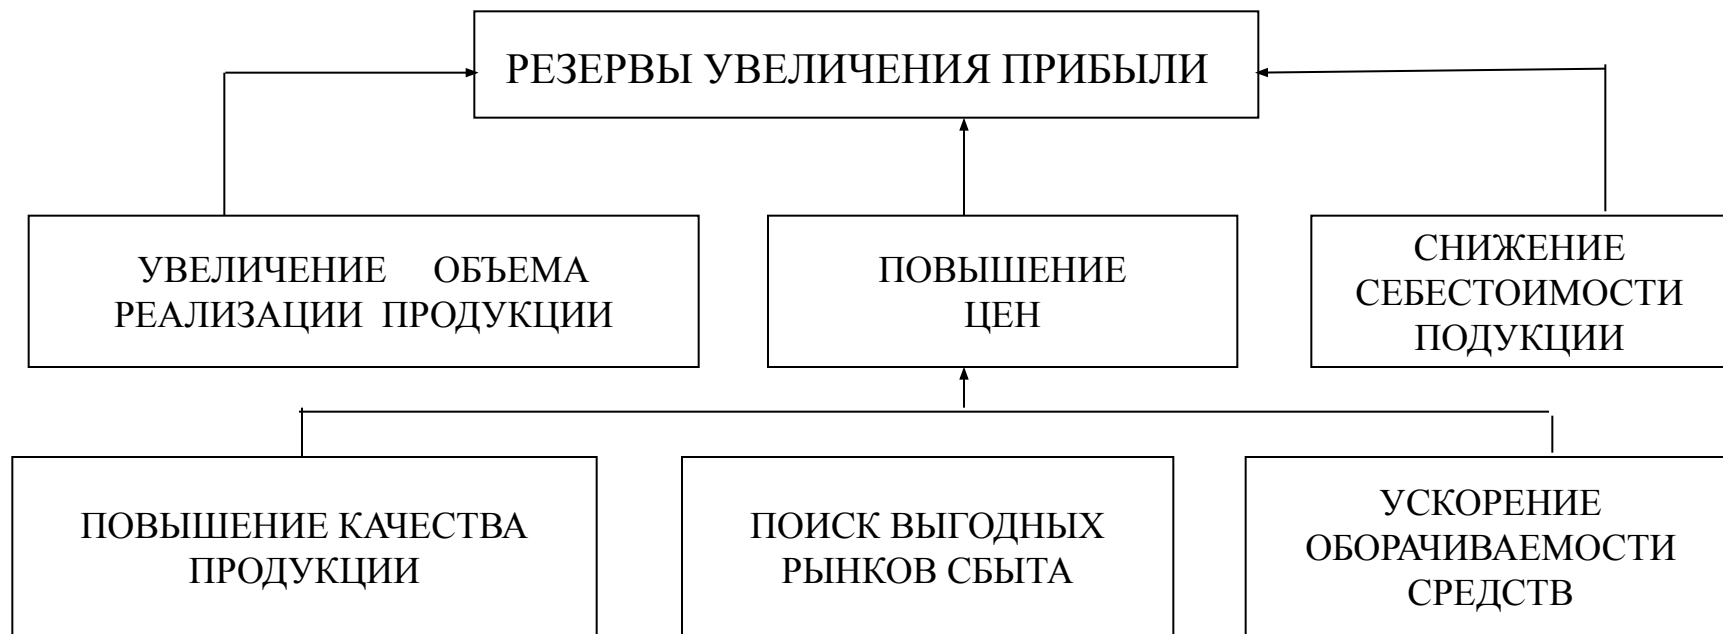 РЕЗЕРВЫ УВЕЛИЧЕНИЯ ПРИБЫЛИ
УВЕЛИЧЕНИЕ ОБЪЕМА
РЕАЛИЗАЦИИ ПРОДУКЦИИ
ПОВЫШЕНИЕ
ЦЕН
СНИЖЕНИЕ
СЕБЕСТОИМОСТИ
ПОДУКЦИИ
ПОВЫШЕНИЕ КАЧЕСТВА
ПРОДУКЦИИ
ПОИСК ВЫГОДНЫХ
РЫНКОВ СБЫТА
УСКОРЕНИЕ
ОБОРАЧИВАЕМОСТИ
СРЕДСТВ